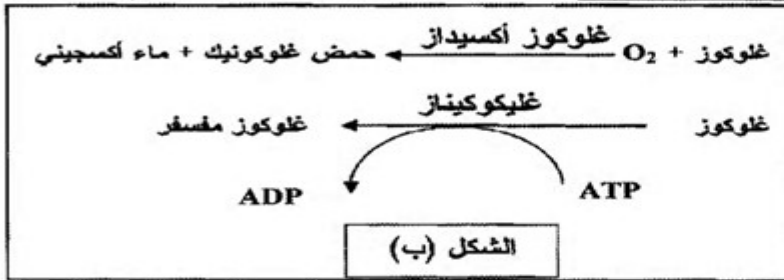 غلوكوز أكسيداز
غلوكوز + O₂ حمض غلوكونيك + ماء أكسجيني
غليكوكيناز
غلوكوز غلوكوز مفسفر
ATP ADP
الشكل (ب)